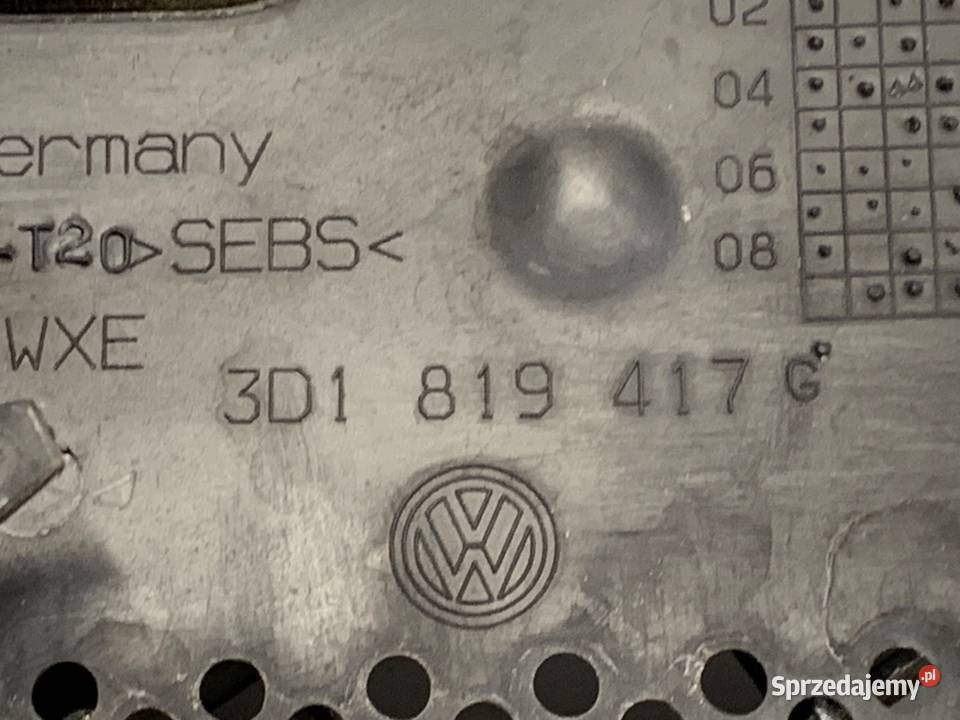 02
04
ermany
06
-T20>SEBS<
08
WXE
3D1 819 417 G
Sprzedajemy.pl